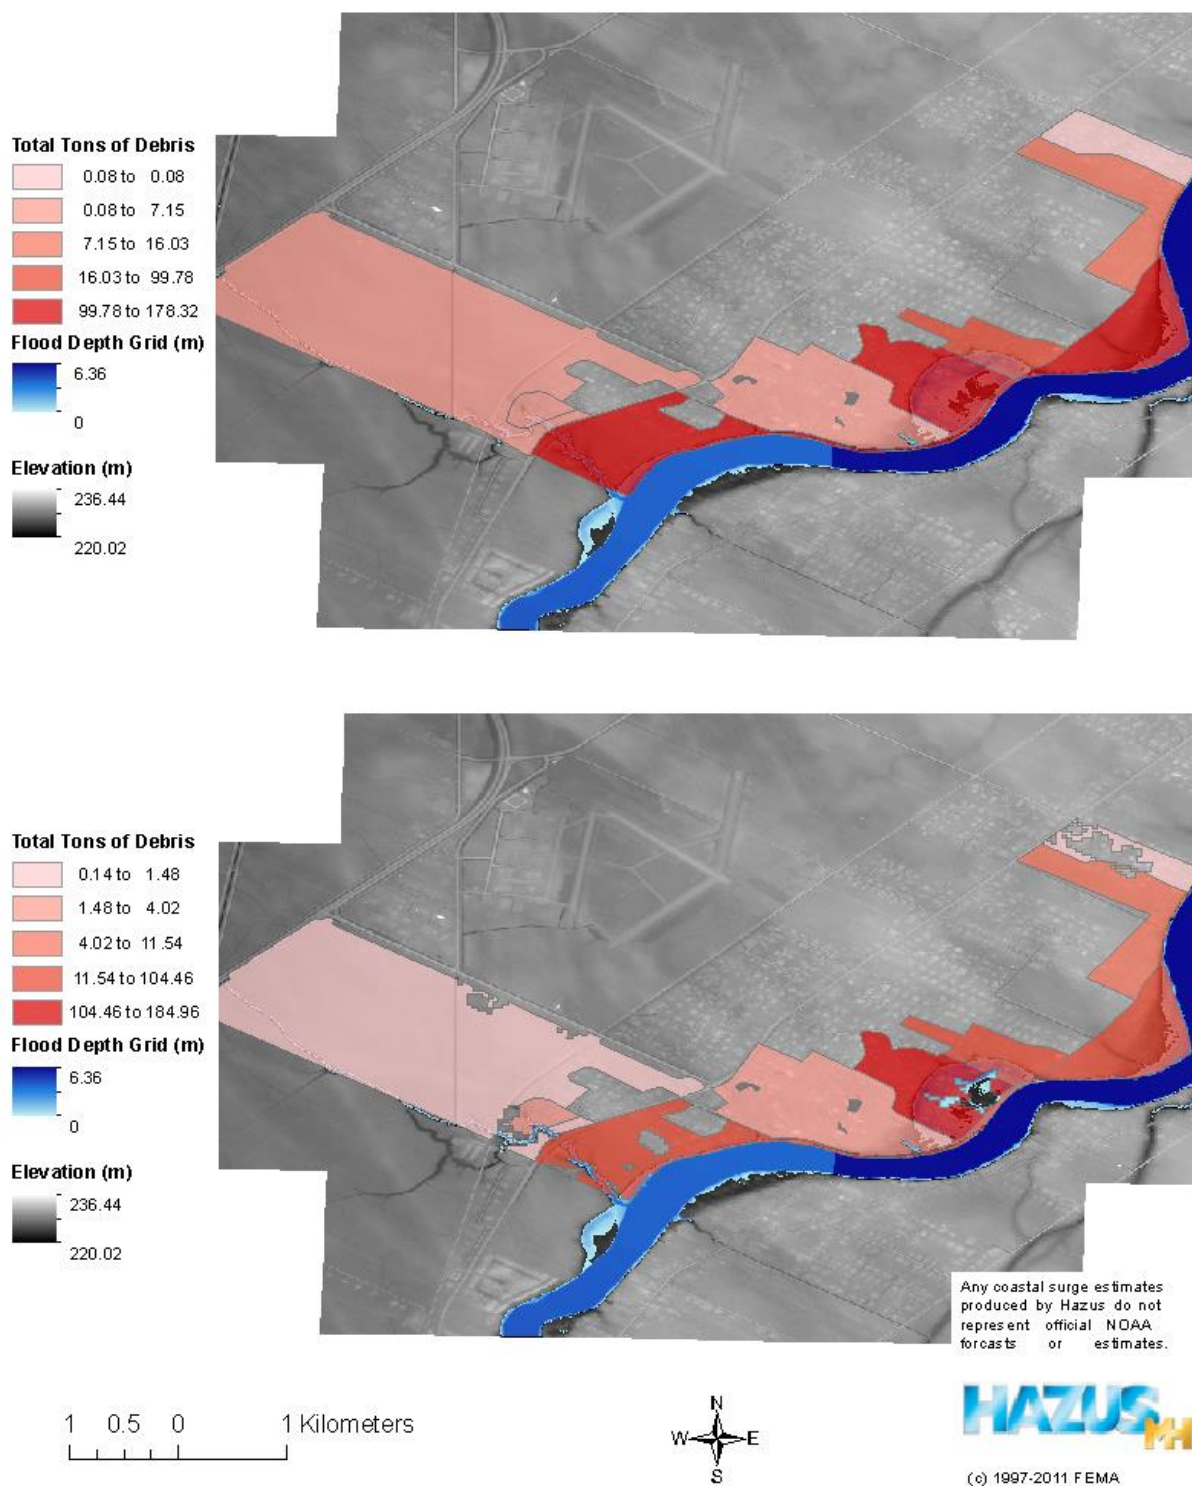 Total Tons of Debris
0.08 to 0.08
0.08 to 7.15
7.15 to 16.03
16.03 to 99.78
99.78 to 178.32
Flood Depth Grid (m)
6.36
0
Elevation (m)
236.44
220.02
Total Tons of Debris
0.14 to 1.48
1.48 to 4.02
4.02 to 11.54
11.54 to 104.46
104.46 to 184.96
Flood Depth Grid (m)
6.36
0
Elevation (m)
236.44
220.02
Any coastal surge estimates
produced by Hazus do not
represent official NOAA
forcasts or estimates.
1 0.5 0 1 Kilometers
N
W E
S
HAZUS
MH
(c) 1997-2011 FEMA